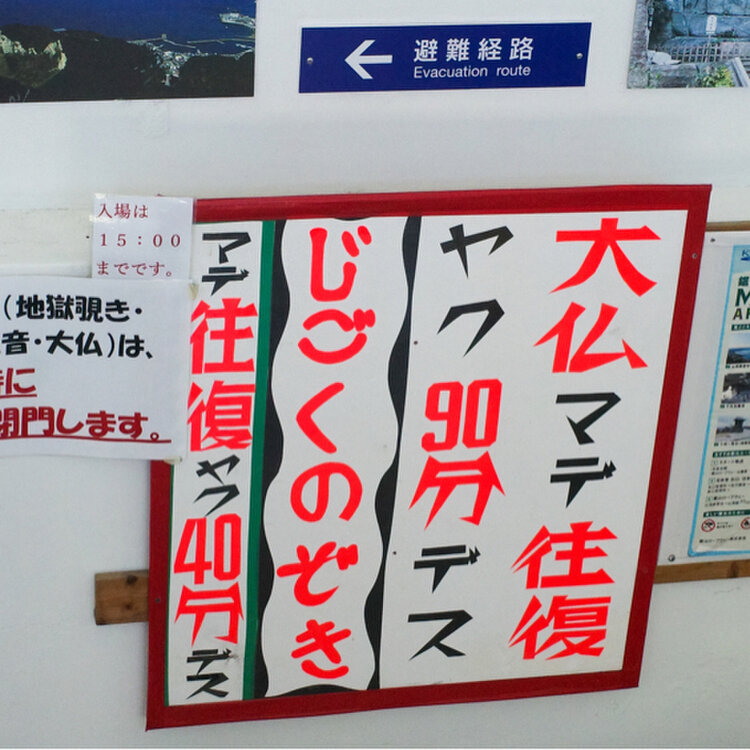 避難経路
Evacuation route
入場は
15:00
までです。
(地獄覗き・
音・大仏)は、
に
閉門します。
大仏マデ往復
ヤク90分デス
じごくのぞき
マデ往復ヤク40分デス